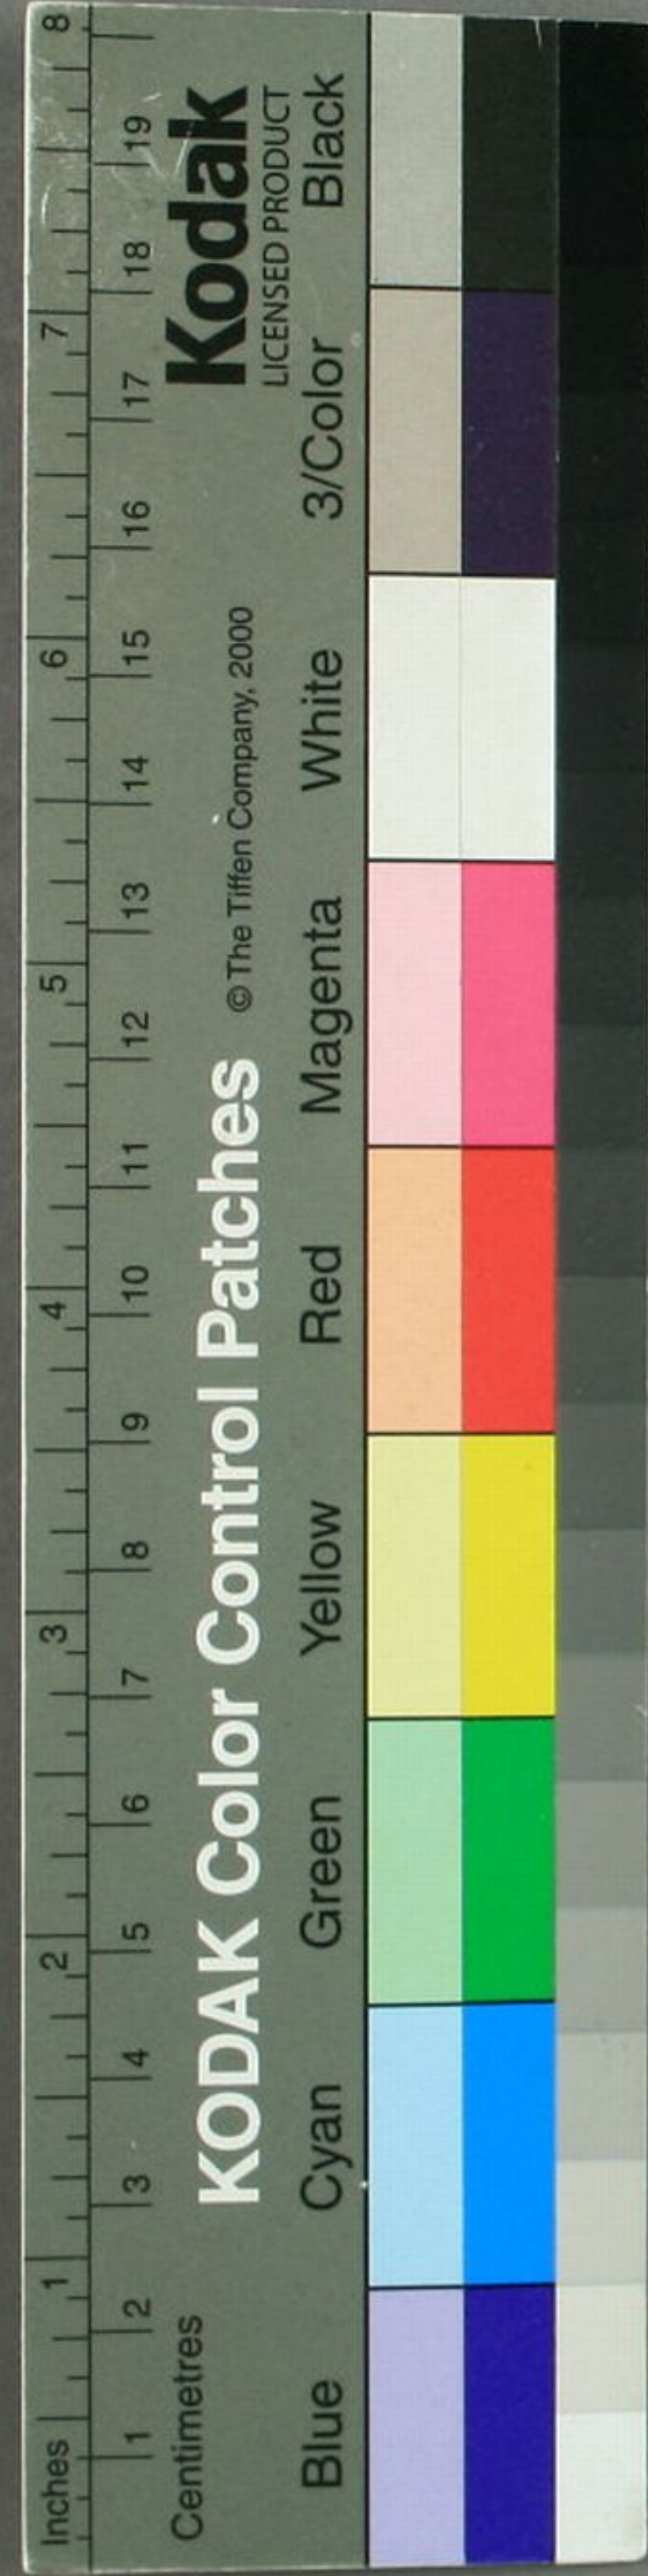 Inches 1 2 3 4 5 6 7 8
1 2 3 4 5 6 7 8 9 10 11 12 13 14 15 16 17 18 19
Centimetres
KODAK Color Control Patches
© The Tiffen Company, 2000
Kodak
LICENSED PRODUCT
Blue Cyan Green Yellow Red Magenta White 3/Color Black